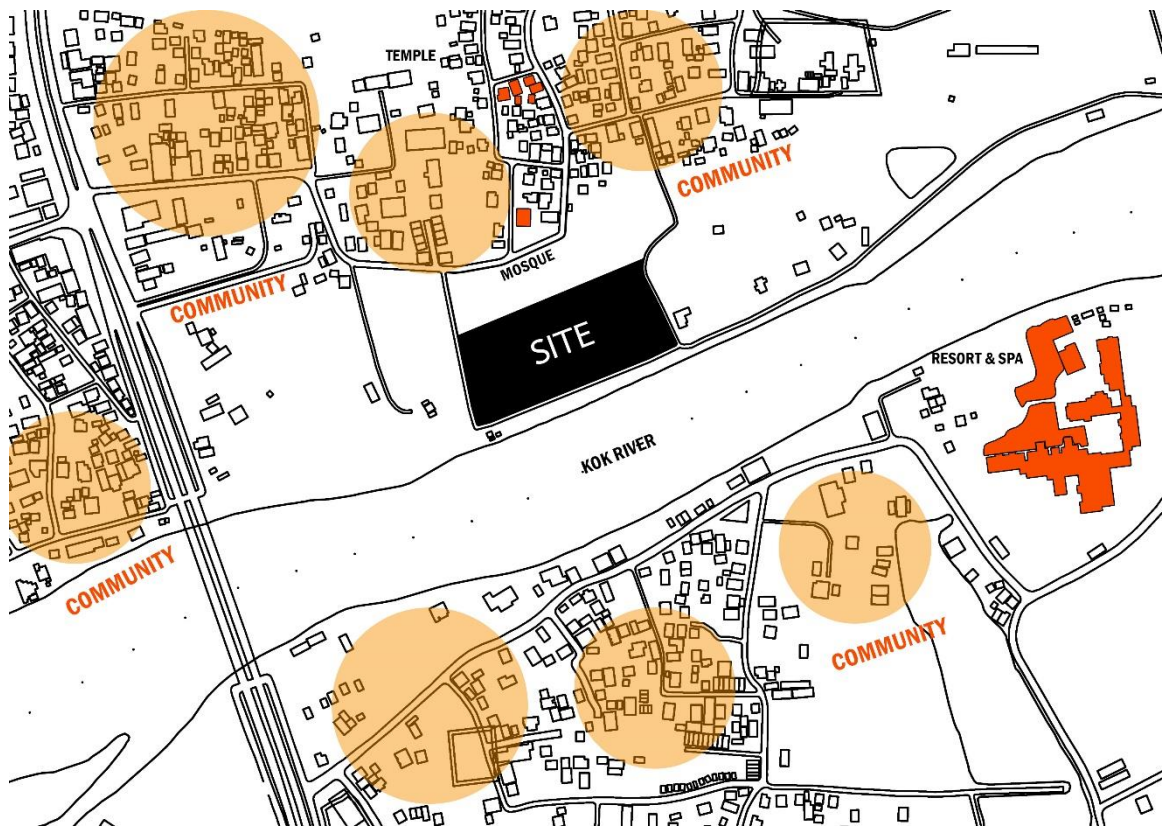 TEMPLE
COMMUNITY
MOSQUE
COMMUNITY
SITE
RESORT & SPA
KOK RIVER
COMMUNITY
COMMUNITY